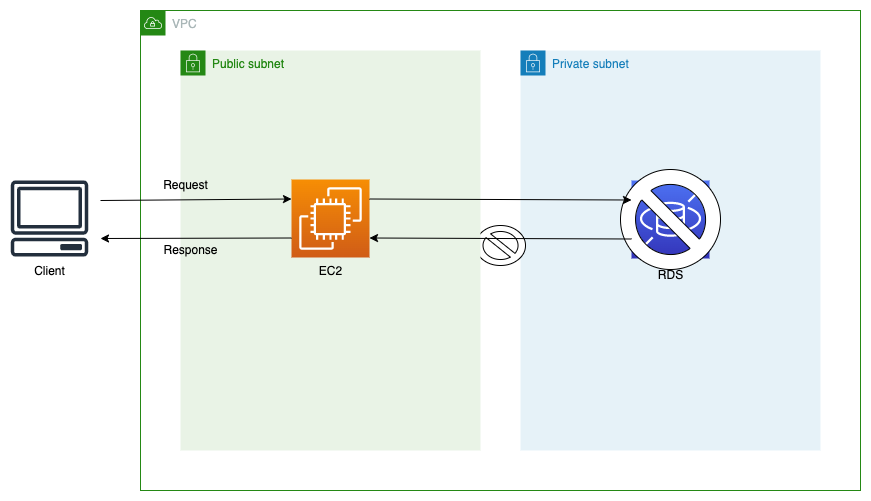 VPC
Public subnet
Private subnet
Request
Response
Client
EC2
RDS